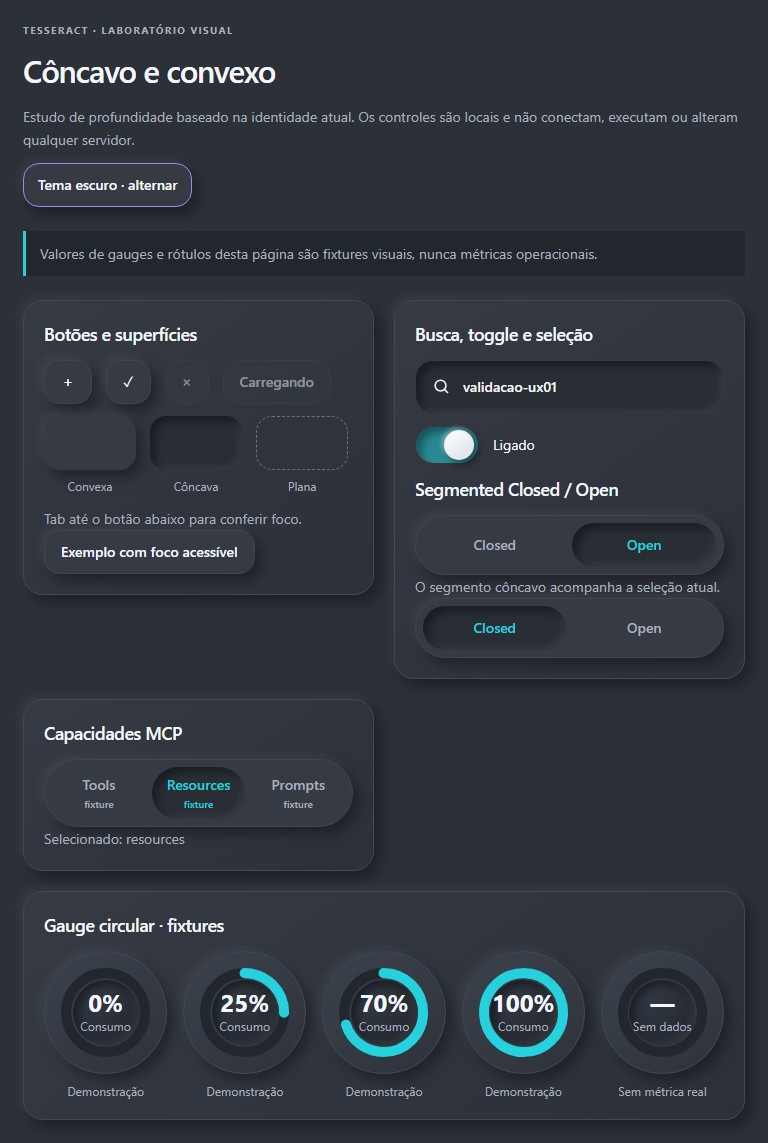 TESSERACT · LABORATÓRIO VISUAL
Côncavo e convexo
Estudo de profundidade baseado na identidade atual. Os controles são locais e não conectam, executam ou alteram
qualquer servidor.
Tema escuro · alternar
Valores de gauges e rótulos desta página são fixtures visuais, nunca métricas operacionais.
Botões e superfícies
+ ✓ × Carregando
Convexa Côncava Plana
Tab até o botão abaixo para conferir foco.
Exemplo com foco acessível
Busca, toggle e seleção
validacao-ux01
Ligado
Segmented Closed / Open
Closed Open
O segmento côncavo acompanha a seleção atual.
Closed Open
Capacidades MCP
Tools Resources Prompts
fixture fixture fixture
Selecionado: resources
Gauge circular · fixtures
0% 25% 70% 100% —
Consumo Consumo Consumo Consumo Sem dados
Demonstração Demonstração Demonstração Demonstração Sem métrica real